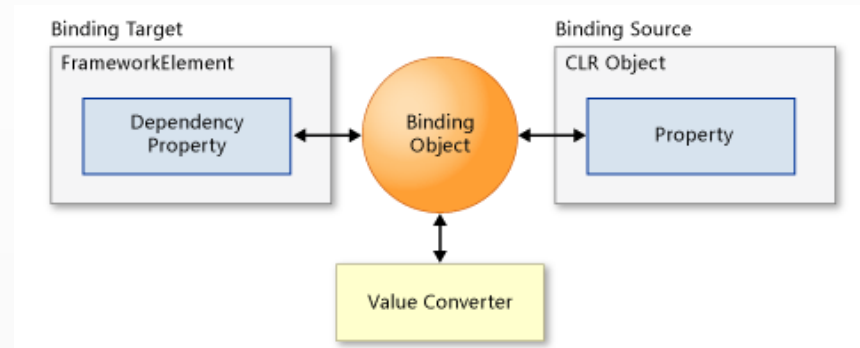 Binding Target
Binding Source
FrameworkElement
CLR Object
Dependency
Property
Binding
Object
Property
Value Converter